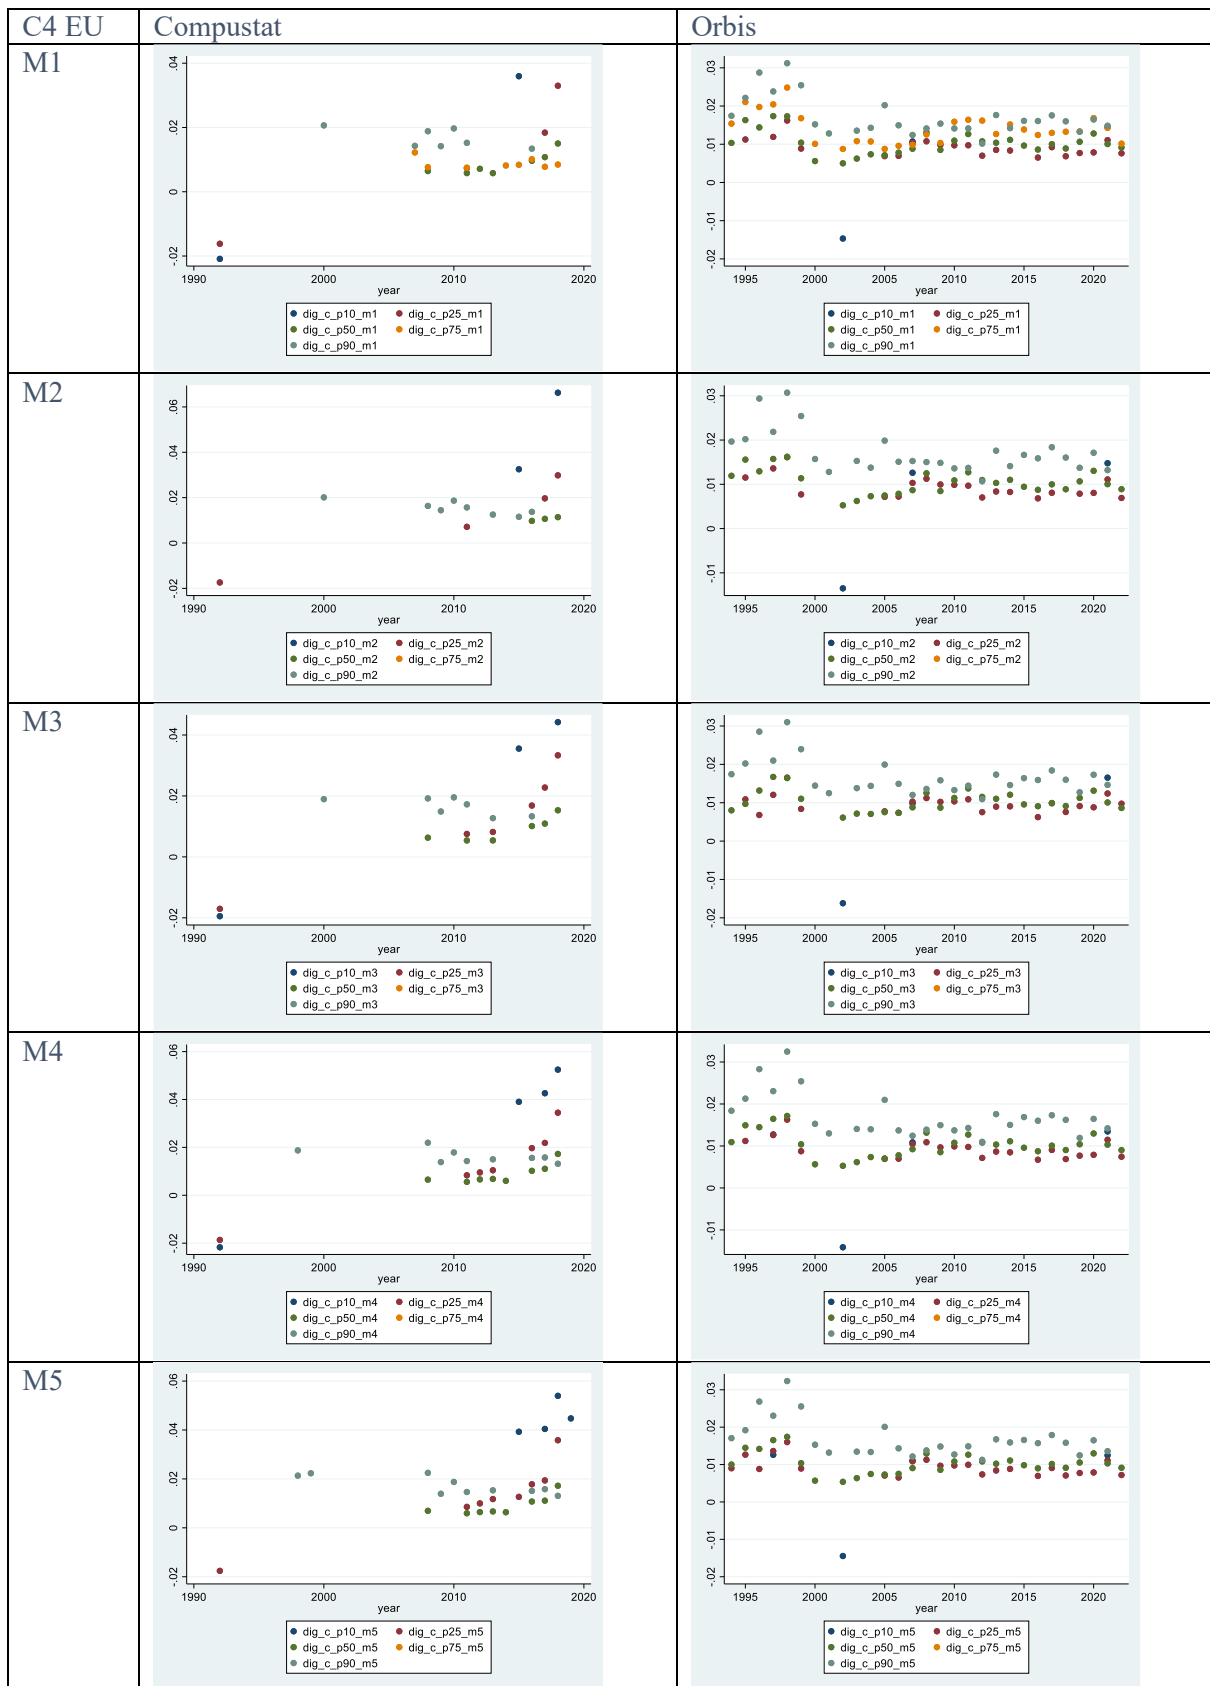 C4 EU Compustat Orbis
M1
.04
.02
0
-.02
1990 2000 2010 2020
year
dig_c_p10_m1 dig_c_p25_m1
dig_c_p50_m1 dig_c_p75_m1
dig_c_p90_m1
.03
.02
.01
0
-.01
-.02
1995 2000 2005 2010 2015 2020
year
dig_c_p10_m1 dig_c_p25_m1
dig_c_p50_m1 dig_c_p75_m1
dig_c_p90_m1
M2
.06
.04
.02
0
-.02
1990 2000 2010 2020
year
dig_c_p10_m2 dig_c_p25_m2
dig_c_p50_m2 dig_c_p75_m2
dig_c_p90_m2
.03
.02
.01
0
-.01
1995 2000 2005 2010 2015 2020
year
dig_c_p10_m2 dig_c_p25_m2
dig_c_p50_m2 dig_c_p75_m2
dig_c_p90_m2
M3
.04
.02
0
-.02
1990 2000 2010 2020
year
dig_c_p10_m3 dig_c_p25_m3
dig_c_p50_m3 dig_c_p75_m3
dig_c_p90_m3
.03
.02
.01
0
-.01
-.02
1995 2000 2005 2010 2015 2020
year
dig_c_p10_m3 dig_c_p25_m3
dig_c_p50_m3 dig_c_p75_m3
dig_c_p90_m3
M4
.06
.04
.02
0
-.02
1990 2000 2010 2020
year
dig_c_p10_m4 dig_c_p25_m4
dig_c_p50_m4 dig_c_p75_m4
dig_c_p90_m4
.03
.02
.01
0
-.01
1995 2000 2005 2010 2015 2020
year
dig_c_p10_m4 dig_c_p25_m4
dig_c_p50_m4 dig_c_p75_m4
dig_c_p90_m4
M5
.06
.04
.02
0
-.02
1990 2000 2010 2020
year
dig_c_p10_m5 dig_c_p25_m5
dig_c_p50_m5 dig_c_p75_m5
dig_c_p90_m5
.03
.02
.01
0
-.01
-.02
1995 2000 2005 2010 2015 2020
year
dig_c_p10_m5 dig_c_p25_m5
dig_c_p50_m5 dig_c_p75_m5
dig_c_p90_m5